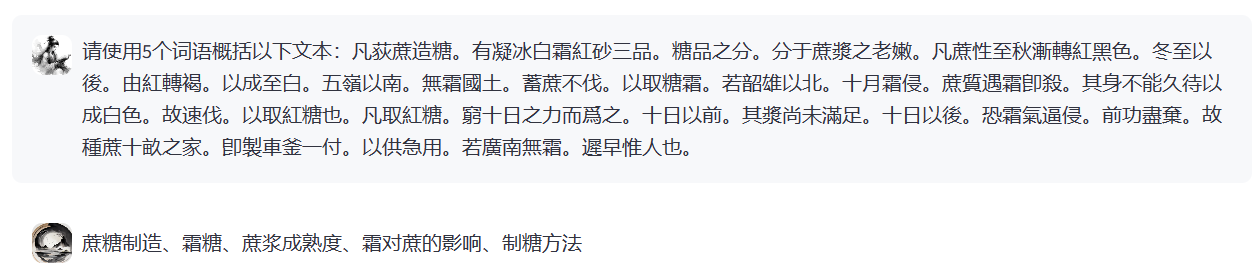 请使用5个词语概括以下文本：凡荻蔗造糖。有凝冰白霜紅砂三品。糖品之分。分于蔗漿之老嫩。凡蔗性至秋漸轉紅黑色。冬至以
後。由紅轉褐。以成至白。五嶺以南。無霜國土。蓄蔗不伐。以取糖霜。若韶雄以北。十月霜侵。蔗質遇霜卽殺。其身不能久待以
成白色。故速伐。以取紅糖也。凡取紅糖。窮十日之力而爲之。十日以前。其漿尚未滿足。十日以後。恐霜氣逼侵。前功盡棄。故
種蔗十畝之家。卽製車釜一付。以供急用。若廣南無霜。遲早惟人也。
蔗糖制造、霜糖、蔗浆成熟度、霜对蔗的影响、制糖方法